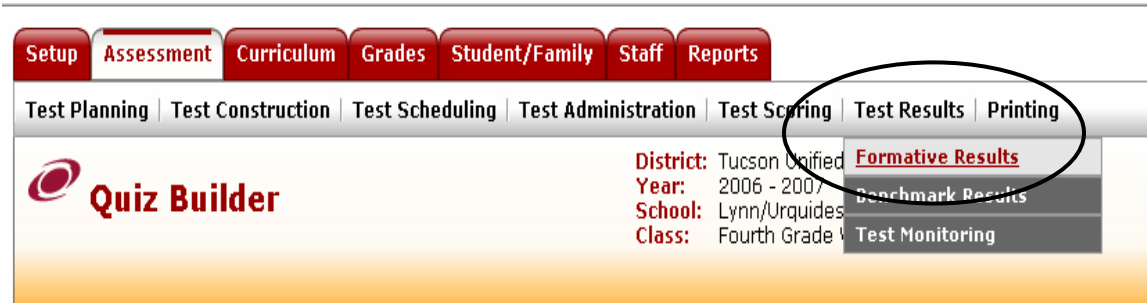 Setup Assessment Curriculum Grades Student/Family Staff Reports
Test Planning | Test Construction | Test Scheduling | Test Administration | Test Scoring | Test Results | Printing
Quiz Builder
District: Tucson Unified
Year: 2006 - 2007
School: Lynn/Urquides
Class: Fourth Grade
Formative Results
Benchmark Results
Test Monitoring